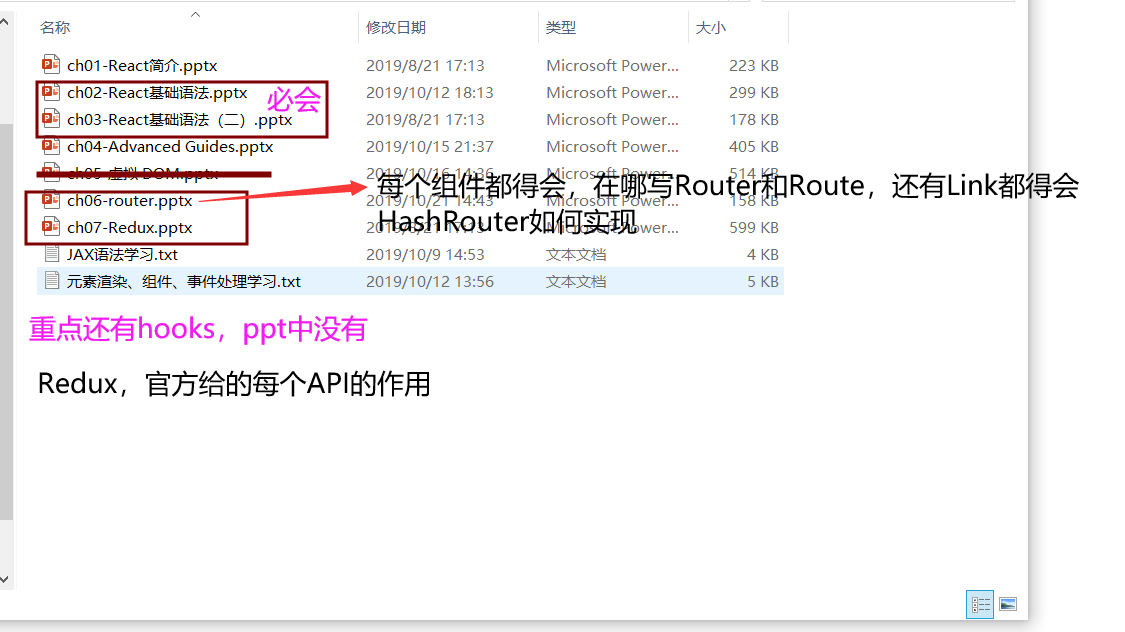 名称 修改日期 类型 大小
ch01-React简介.pptx 2019/8/21 17:13 Microsoft Power... 223 KB
ch02-React基础语法.pptx 2019/10/12 18:13 Microsoft Power... 299 KB
必会
ch03-React基础语法（二）.pptx 2019/8/21 17:13 Microsoft Power... 178 KB
ch04-Advanced Guides.pptx 2019/10/15 21:37 Microsoft Power... 405 KB
ch05-虚拟 DOM.pptx 2019/10/16 14:36 Microsoft Power... 514 KB
每个组件都得会，在哪写Router和Route，还有Link都得会
ch06-router.pptx 2019/10/21 14:43 Microsoft Power... 158 KB
HashRouter如何实现
ch07-Redux.pptx 2019/8/21 17:13 Microsoft Power... 599 KB
JAX语法学习.txt 2019/10/9 14:53 文本文档 4 KB
元素渲染、组件、事件处理学习.txt 2019/10/12 13:56 文本文档 5 KB
重点还有hooks，ppt中没有
Redux，官方给的每个API的作用